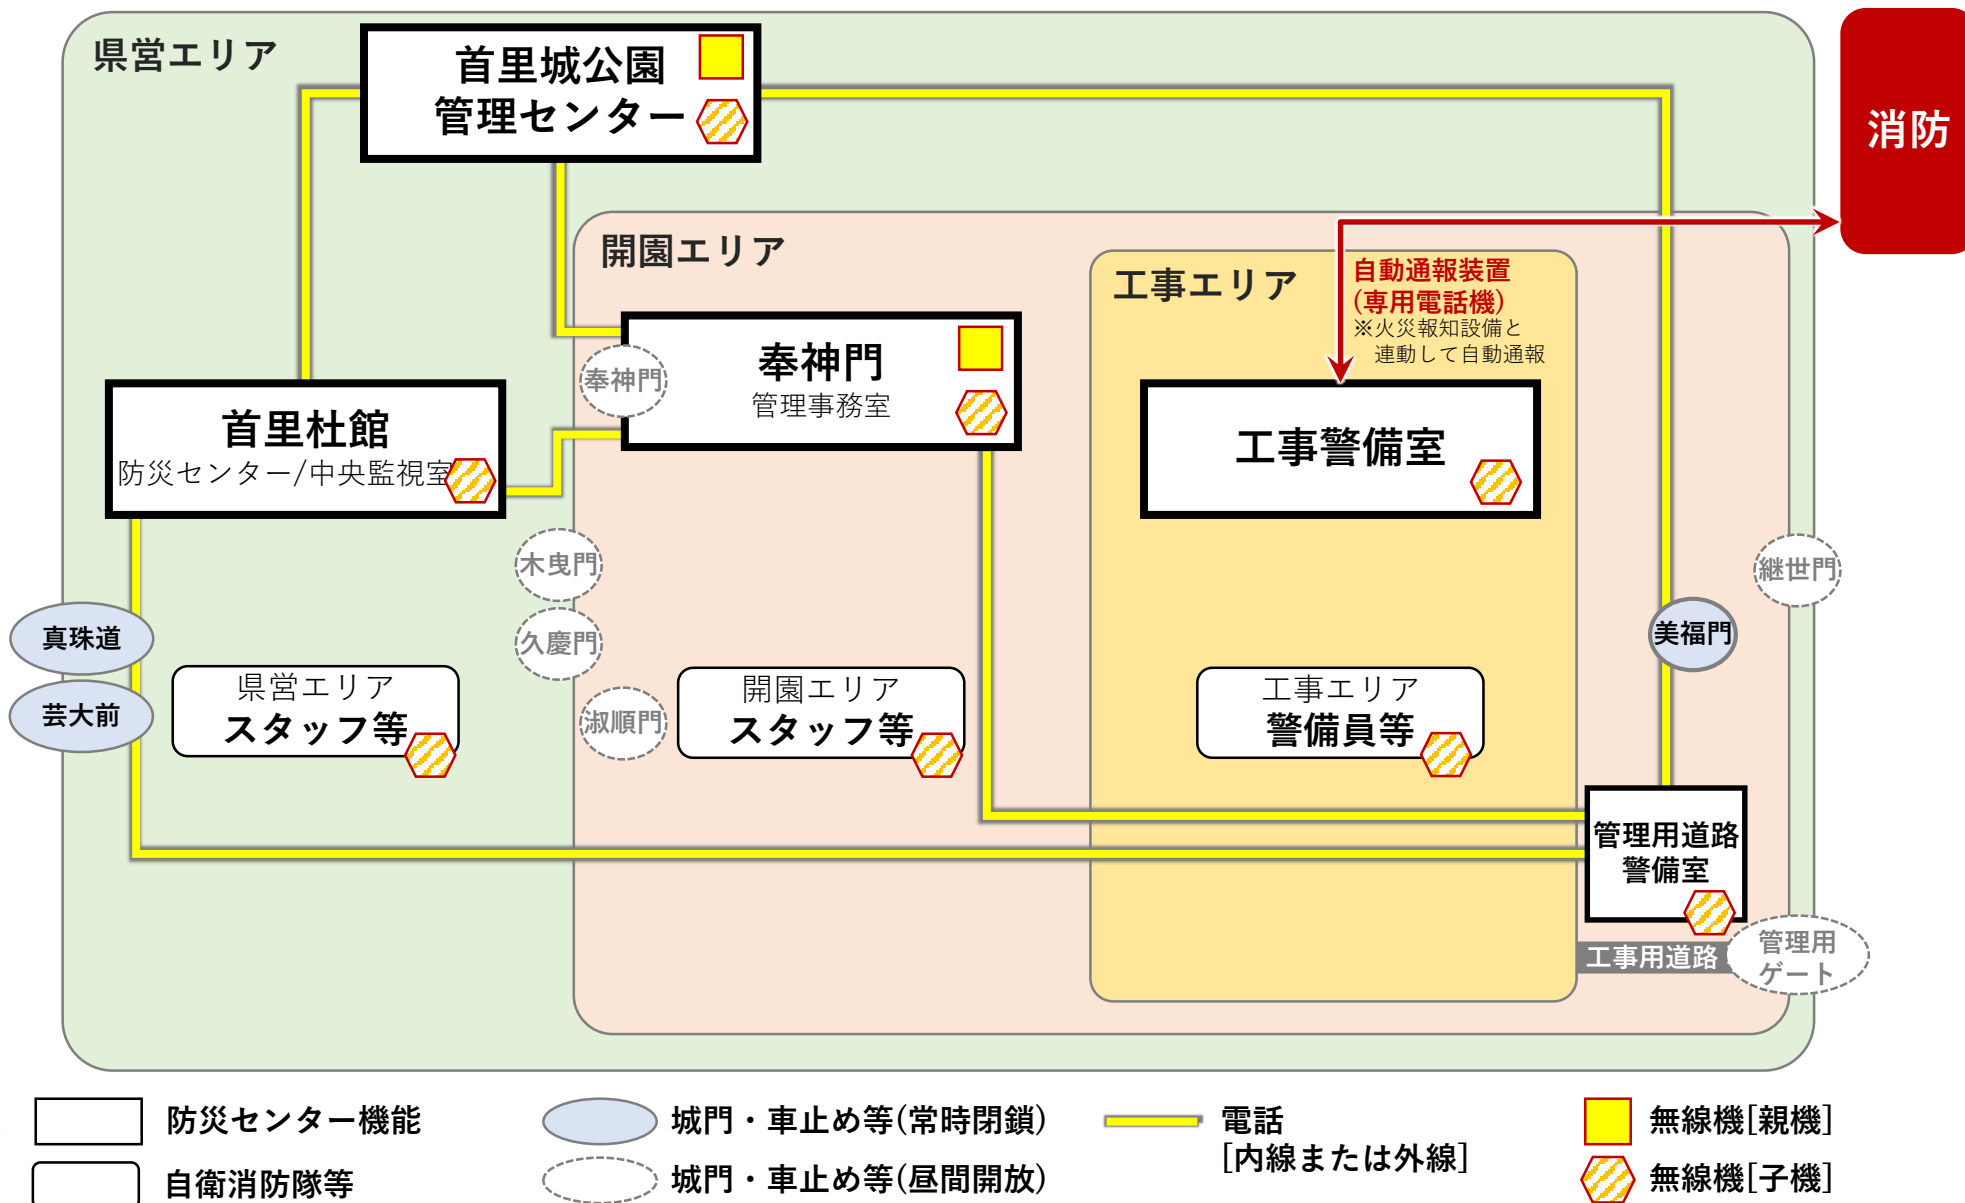 県営エリア
首里城公園
管理センター
消防
開園エリア
工事エリア
自動通報装置
(専用電話機)
※火災報知設備と
連動して自動通報
奉神門
奉神門
管理事務室
首里杜館
防災センター/中央監視室
工事警備室
木曳門
久慶門
淑順門
継世門
美福門
真珠道
芸大前
県営エリア
スタッフ等
開園エリア
スタッフ等
工事エリア
警備員等
管理用道路
警備室
工事用道路
管理用
ゲート
防災センター機能
自衛消防隊等
城門・車止め等(常時閉鎖)
城門・車止め等(昼間開放)
電話
[内線または外線]
無線機[親機]
無線機[子機]